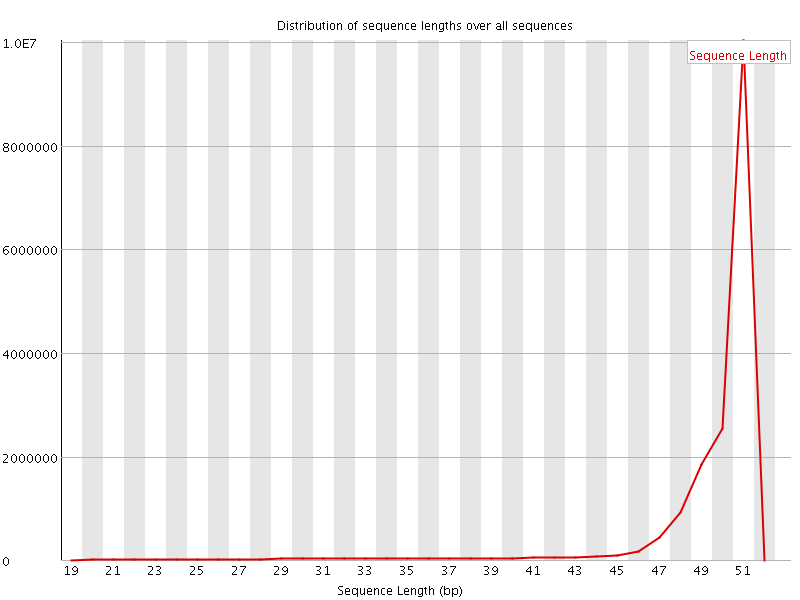 Distribution of sequence lengths over all sequences
1.0E7
Sequence Length
8000000
6000000
4000000
2000000
0
19 21 23 25 27 29 31 33 35 37 39 41 43 45 47 49 51
Sequence Length (bp)